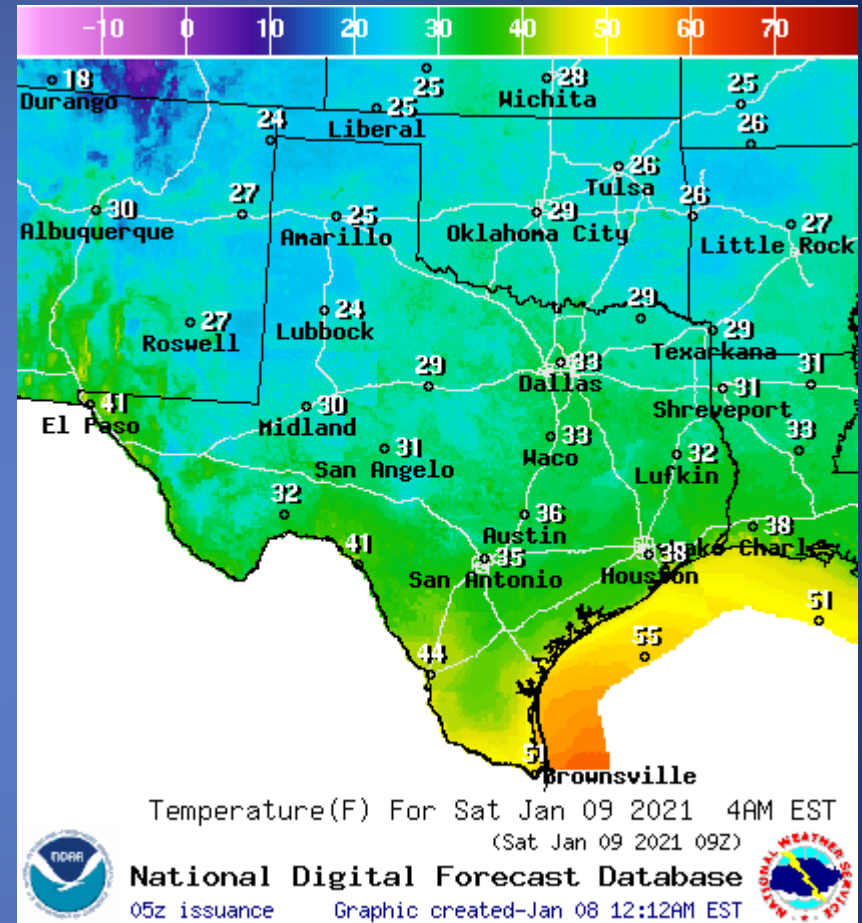 -10 0 10 20 30 40 50 60 70
18 25 28 25
Durango 25 Wichita
24 Liberal 26
26
Tulsa
30 27 25 29 26 27
Albuquerque Amarillo Oklahoma City Little Rock
27 24 29
Roswell Lubbock 29
Texarkana
33
Dallas
29 31 31
41 30 Shreveport
El Paso Midland
31 33 32 33
San Angelo Waco Lufkin
32 36 38
Austin
41 35 38 Lake Charles
San Antonio Houston
51
55
44
51
Brownsville
Temperature(F) For Sat Jan 09 2021 4AM EST
(Sat Jan 09 2021 09Z)
National Digital Forecast Database
05z issuance Graphic created-Jan 08 12:12AM EST
NOAA
NATIONAL WEATHER SERVICE